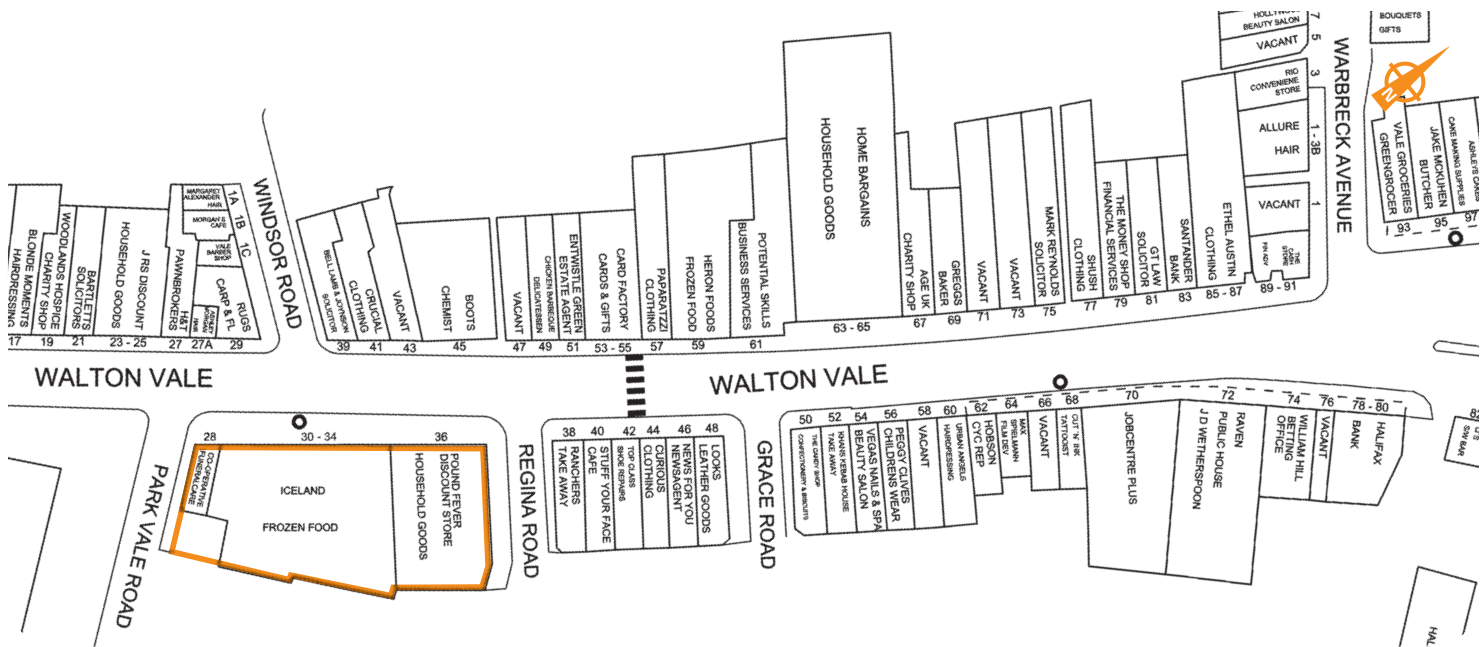 HOLLYWOOD
BEAUTY SALON
7
VACANT
5
RIO
CONVENIENE
STORE
3
ALLURE
HAIR
1 - 3B
VACANT
1
THE
CASH
STORE
FIN ADV
89 - 91
WARBRECK AVENUE
BOUQUETS
GIFTS
N
VALE GROCERIES
GREENGROCER
93
JAKE MCKUHEN
BUTCHER
95
CAKE MAKING SUPPLIES
ASHLEYS CAKES
97
BLONDE MOMENTS
HAIRDRESSING
17
WOODLANDS HOSPICE
CHARITY SHOP
19
BARTLETTS
SOLICITORS
21
J RS DISCOUNT
HOUSEHOLD GOODS
23 - 25
H&T
PAWNBROKERS
27
MARGARET
ALEXANDER
HAIR
1A
MORGAN'S
CAFE
1B
VALE
BARBER
SHOP
1C
ASHLEY
MORGAN
HAIR
27A
RUGS
CARP & FL
29
WINDSOR ROAD
BELL LAMB & JOYNSON
SOLICITOR
39
CRUCIAL
CLOTHING
41
VACANT
43
BOOTS
CHEMIST
45
VACANT
47
CHICKEN BARBEQUE
DELICATESSEN
49
ENTWISTLE GREEN
ESTATE AGENT
51
CARD FACTORY
CARDS & GIFTS
53 - 55
PAPARATZZI
CLOTHING
57
HERON FOODS
FROZEN FOOD
59
POTENTIAL SKILLS
BUSINESS SERVICES
61
HOME BARGAINS
HOUSEHOLD GOODS
63 - 65
AGE UK
CHARITY SHOP
67
GREGGS
BAKER
69
VACANT
71
VACANT
73
MARK REYNOLDS
SOLICITOR
75
SHUSH
CLOTHING
77
THE MONEY SHOP
FINANCIAL SERVICES
79
GT LAW
SOLICITOR
81
SANTANDER
BANK
83
ETHEL AUSTIN
CLOTHING
85 - 87
WALTON VALE
WALTON VALE
PARK VALE ROAD
28
CO-OPERATIVE
FUNERALCARE
30 - 34
ICELAND
FROZEN FOOD
36
POUND FEVER
DISCOUNT STORE
HOUSEHOLD GOODS
REGINA ROAD
38
RANCHERS
TAKE AWAY
40
STUFF YOUR FACE
CAFE
42
TOP CLASS
SHOE REPAIRS
44
CURIOUS
CLOTHING
46
NEWS FOR YOU
NEWSAGENT
48
LOOKS
LEATHER GOODS
GRACE ROAD
50
THE CANDY SHOP
CONFECTIONERY & BISCUITS
52
KHANS KEBAB HOUSE
TAKE AWAY
54
VEGAS NAILS & SPA
BEAUTY SALON
56
PEGGY CLIVES
CHILDRENS WEAR
58
VACANT
60
URBAN ANGELS
HAIRDRESSING
62
HOBSON
CYC REP
64
MAX
SPIELMANN
FILM DEV
66
VACANT
68
CUT 'N' INK
TATTOOIST
70
JOBCENTRE PLUS
72
RAVEN
PUBLIC HOUSE
J D WETHERSPOON
74
WILLIAM HILL
BETTING
OFFICE
76
VACANT
78 - 80
HALIFAX
BANK
S/W BAR
HAL